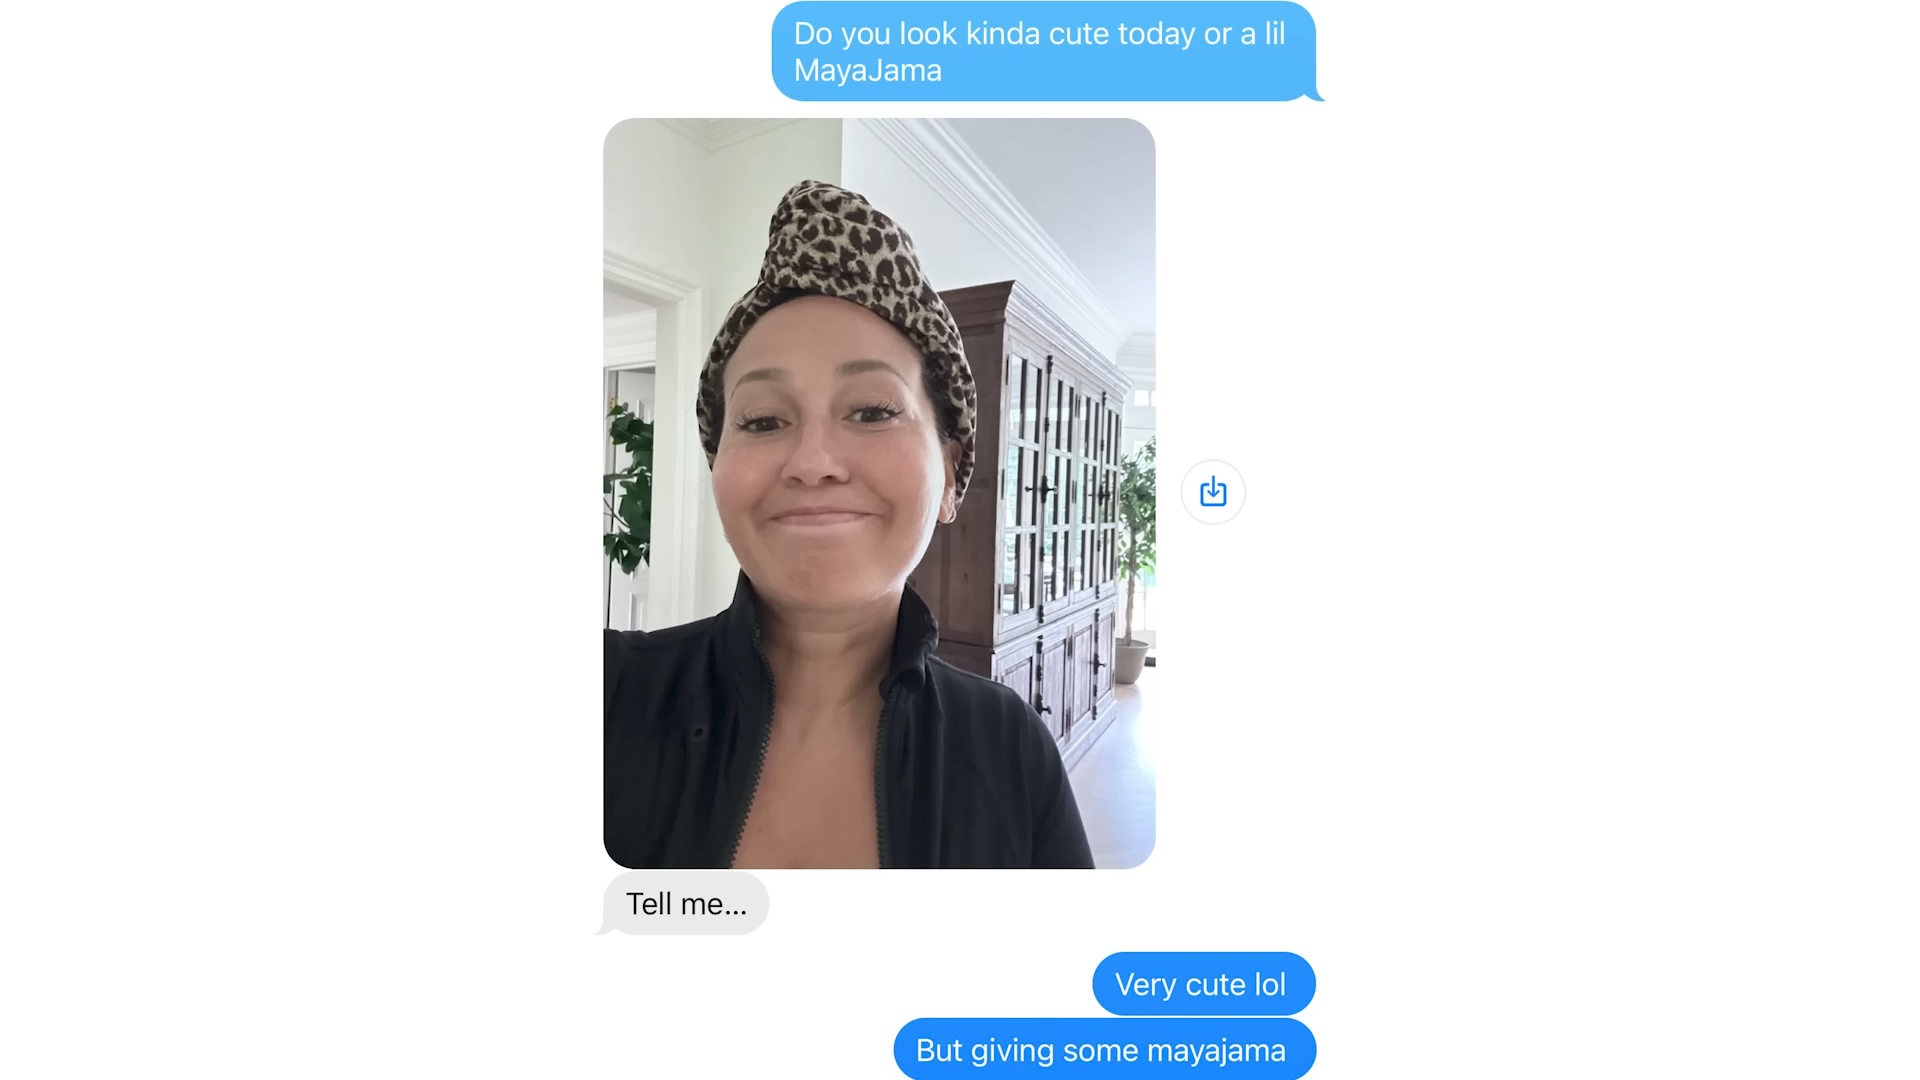 Do you look kinda cute today or a lil
MayaJama
Tell me...
Very cute lol
But giving some mayajama